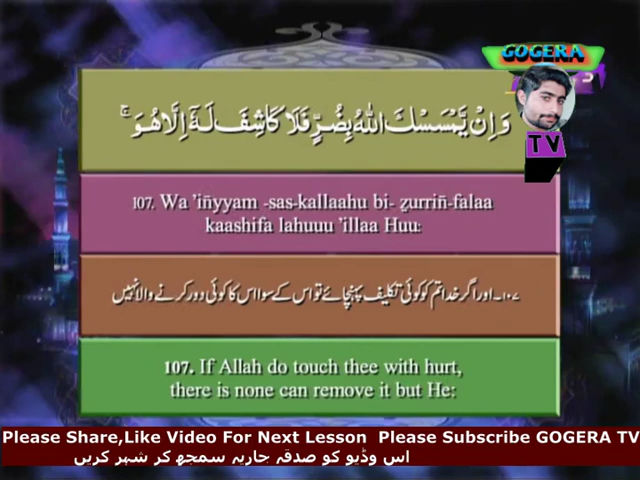 GOGERA
TV
وَاِنْ يَّمْسَسْكَ اللّٰهُ بِضُرٍّ فَلَا كَاشِفَ لَهٗۤ اِلَّا هُوَ ۚ
107. Wa 'iñyyam -sas-kallaahu bi- zurriñ-falaa
kaashifa lahuuu 'illaa Huu:
۱۰۷۔ اور اگر خدا تم کو کوئی تکلیف پہنچائے تو اس کے سوا اس کا کوئی دور کرنے والا نہیں
107. If Allah do touch thee with hurt,
there is none can remove it but He:
Please Share,Like Video For Next Lesson Please Subscribe GOGERA TV
اس وڈیو کو صدقہ جاریہ سمجھ کر شہر کریں